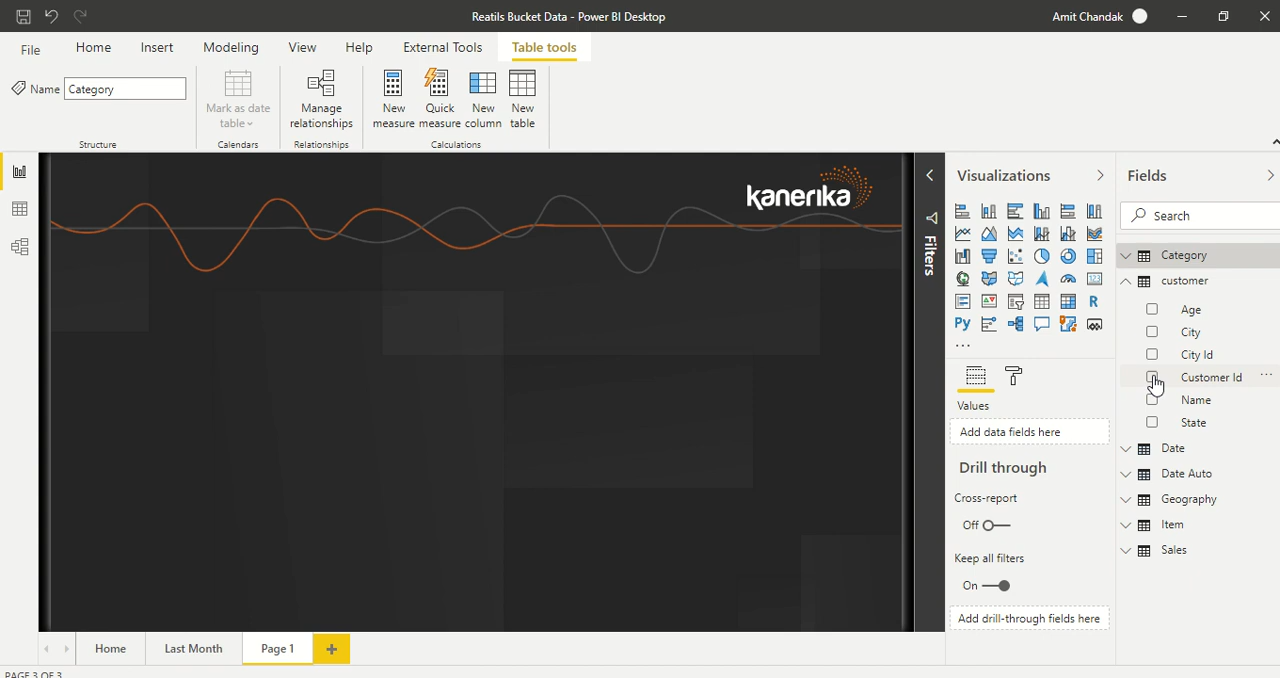 Reatils Bucket Data - Power BI Desktop
Amit Chandak
File Home Insert Modeling View Help External Tools Table tools
Name Category
Mark as date table
Manage relationships
New measure
Quick measure
New column
New table
Structure Calendars Relationships Calculations
kanerika
Filters
Visualizations
R
Py
123
...
Values
Add data fields here
Drill through
Cross-report
Off
Keep all filters
On
Add drill-through fields here
Fields
Search
Category
customer
Age
City
City Id
Customer Id ...
Name
State
Date
Date Auto
Geography
Item
Sales
Home Last Month Page 1 +
PAGE 3 OF 3